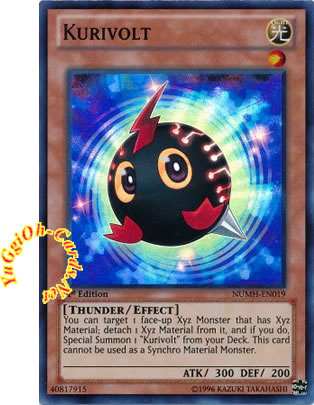 KURIVOLT
LIGHT
光
YuGgiOh-Cards.Net
1st Edition
NUMH-EN019
[THUNDER/EFFECT]
You can target 1 face-up Xyz Monster that has Xyz
Material; detach 1 Xyz Material from it, and if you do,
Special Summon 1 "Kurivolt" from your Deck. This card
cannot be used as a Synchro Material Monster.
ATK/ 300 DEF/ 200
40817915
©1996 KAZUKI TAKAHASHI